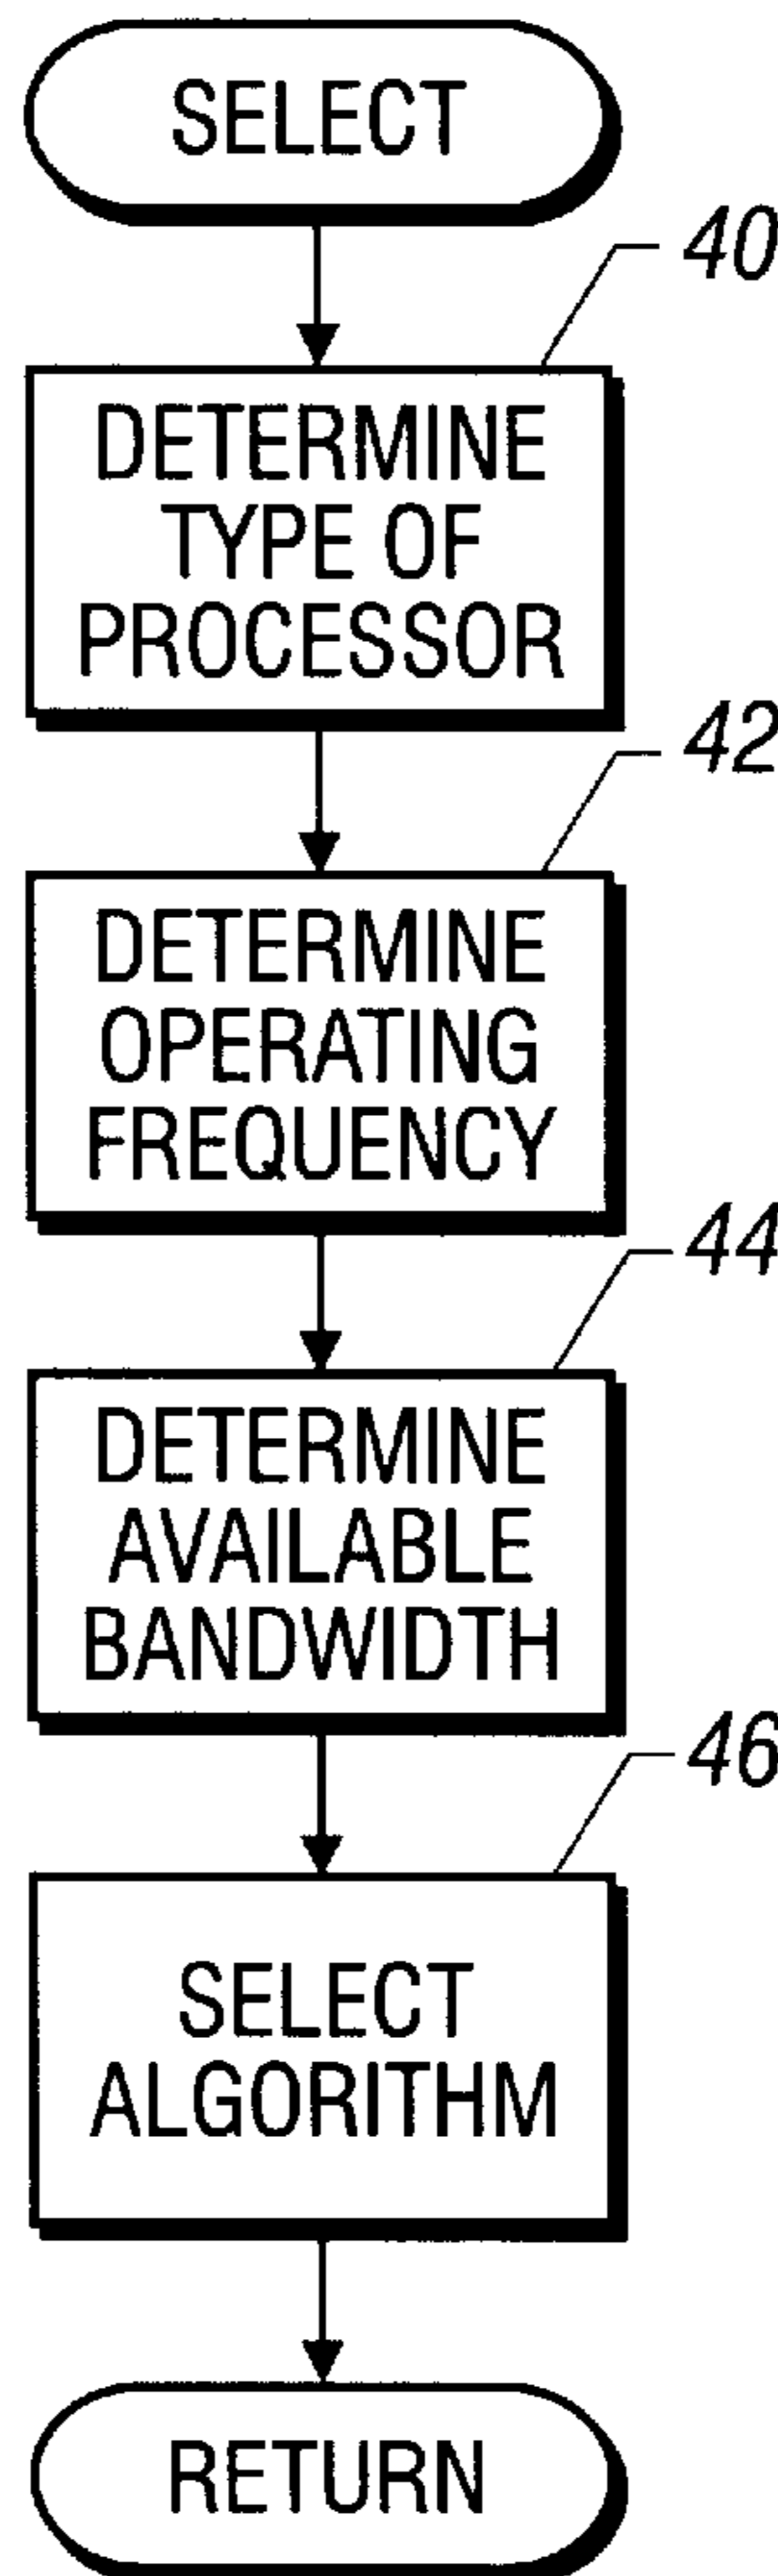 SELECT
40
DETERMINE
TYPE OF
PROCESSOR
42
DETERMINE
OPERATING
FREQUENCY
44
DETERMINE
AVAILABLE
BANDWIDTH
46
SELECT
ALGORITHM
RETURN